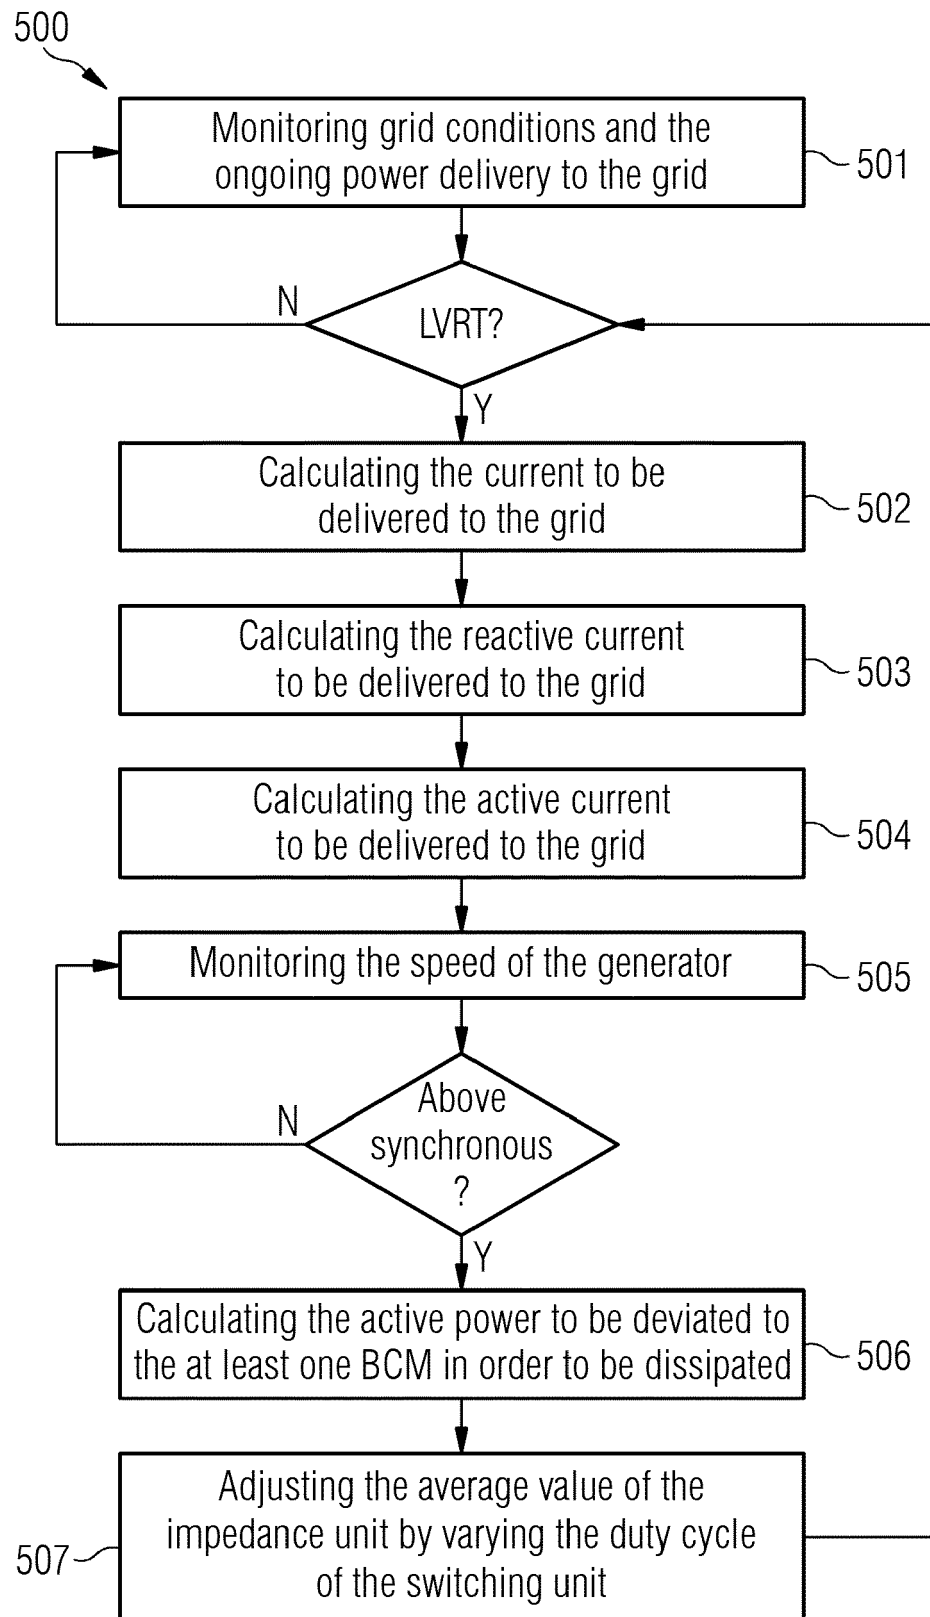 500
Monitoring grid conditions and the
ongoing power delivery to the grid
501
N
LVRT?
Y
Calculating the current to be
delivered to the grid
502
Calculating the reactive current
to be delivered to the grid
503
Calculating the active current
to be delivered to the grid
504
Monitoring the speed of the generator
505
Above
N
synchronous
?
Y
Calculating the active power to be deviated to
the at least one BCM in order to be dissipated
506
Adjusting the average value of the
impedance unit by varying the duty cycle
of the switching unit
507